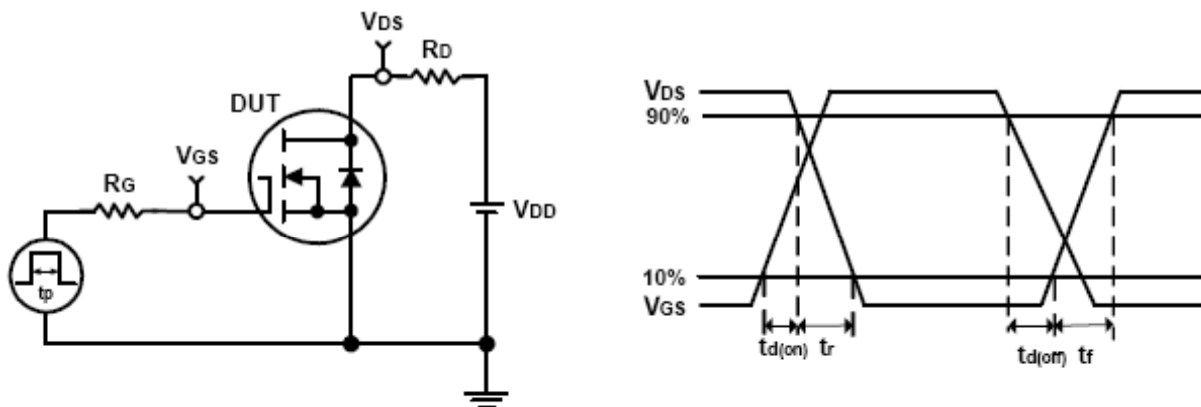 VDS
RD
DUT
VGS
RG
VDD
tp
VDS
90%
10%
VGS
td(on) tr
td(off) tf